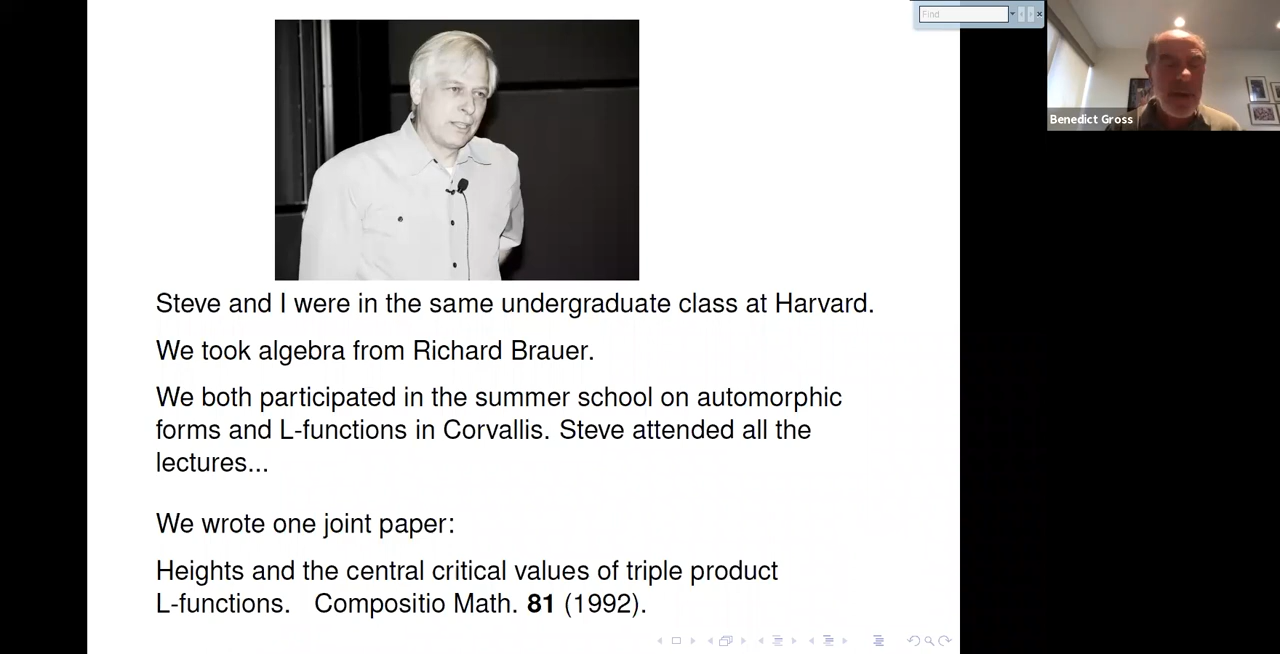 Find
Benedict Gross
Steve and I were in the same undergraduate class at Harvard.
We took algebra from Richard Brauer.
We both participated in the summer school on automorphic
forms and L-functions in Corvallis. Steve attended all the
lectures...
We wrote one joint paper:
Heights and the central critical values of triple product
L-functions. Compositio Math. 81 (1992).